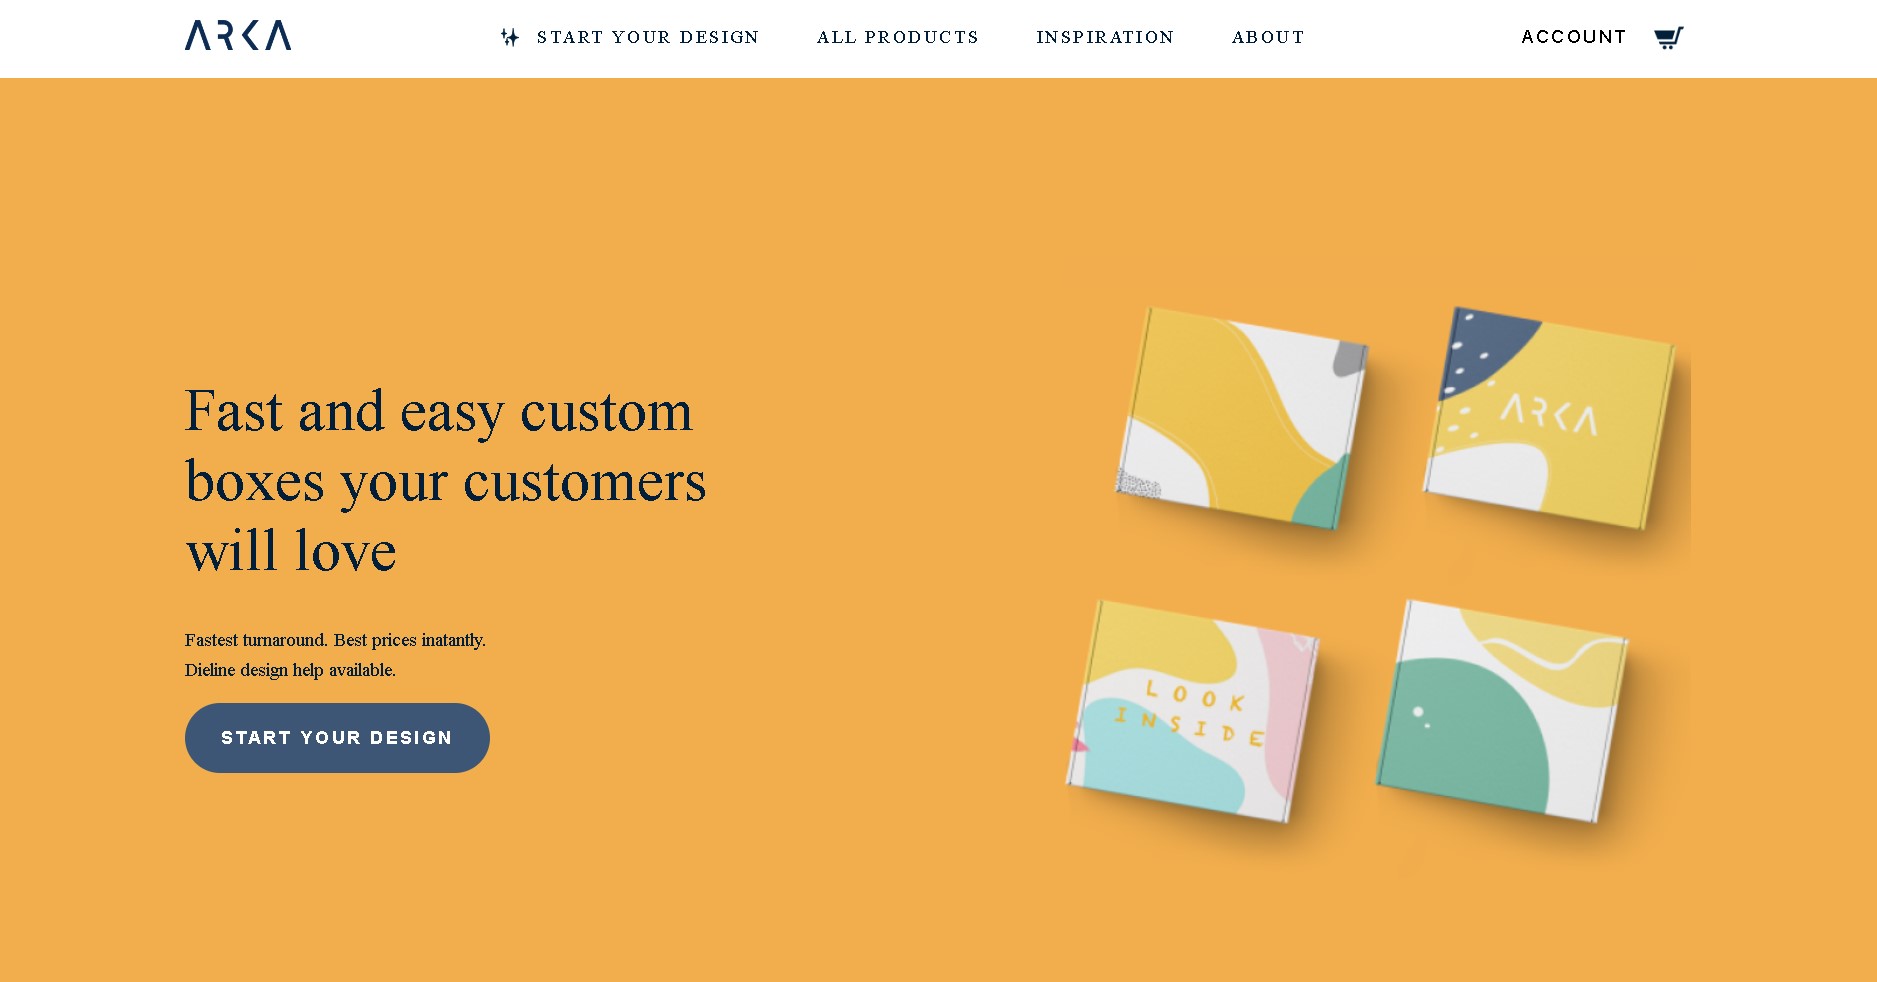 ARKA
START YOUR DESIGN
ALL PRODUCTS
INSPIRATION
ABOUT
ACCOUNT
Fast and easy custom
boxes your customers
will love
Fastest turnaround. Best prices inatantly.
Dieline design help available.
START YOUR DESIGN
ARKA
LOOK
INSIDE